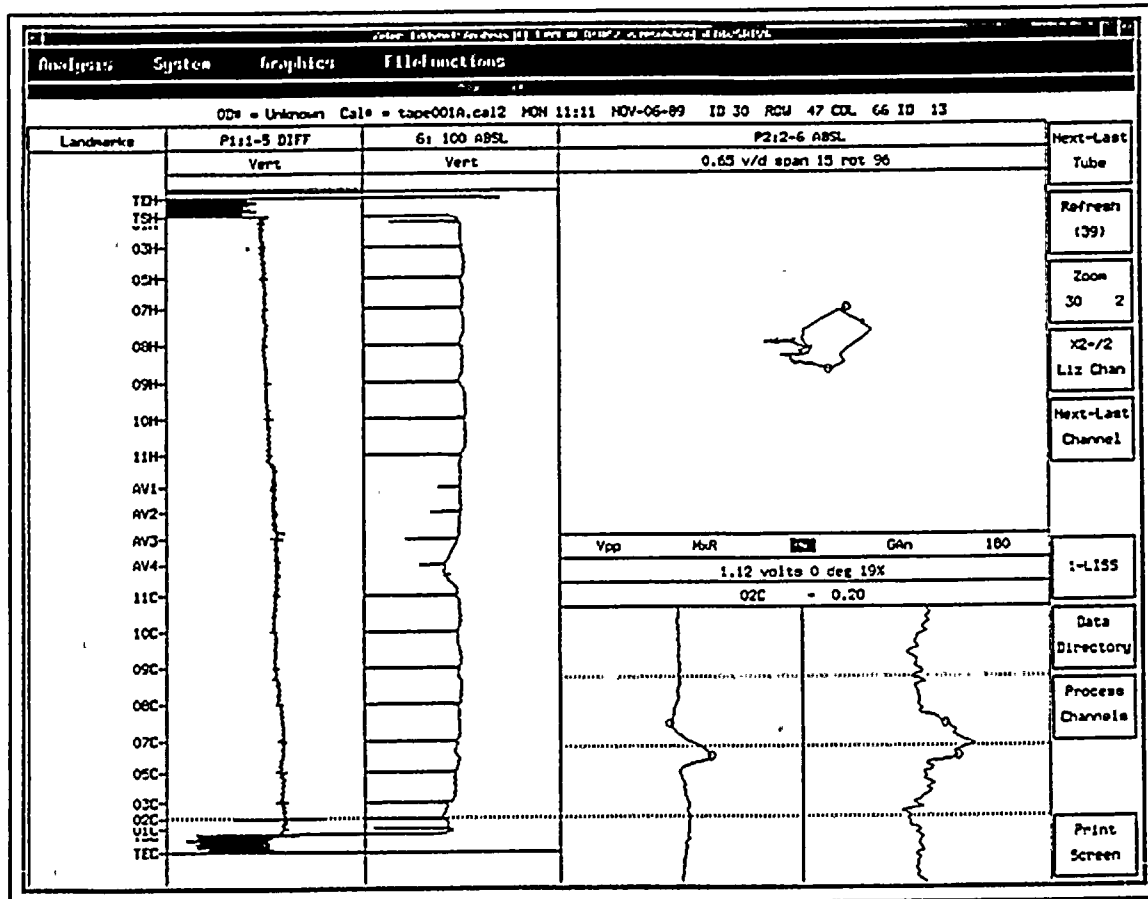 Analysis System Graphics FileFunctions
OD# = Unknown Cal# = tape001A.cal2 MON 11:11 NOV-06-89 ID 30 ROW 47 COL 66 ID 13
Landmarks P1:1-5 DIFF 6: 100 ABSL P2:2-6 ABSL
Vert Vert 0.65 v/d span 15 rot 96
Next-Last
Tube
Refresh
(39)
Zoom
30 2
X2-/2
Liz Chan
Next-Last
Channel
1-LISS
Data
Directory
Process
Channels
Print
Screen
TEH
TSH
03H
05H
07H
08H
09H
10H
11H
AV1
AV2
AV3
AV4
11C
10C
09C
08C
07C
05C
03C
02C
01C
TEC
Vpp MxR GAn 180
1.12 volts 0 deg 19%
02C - 0.20